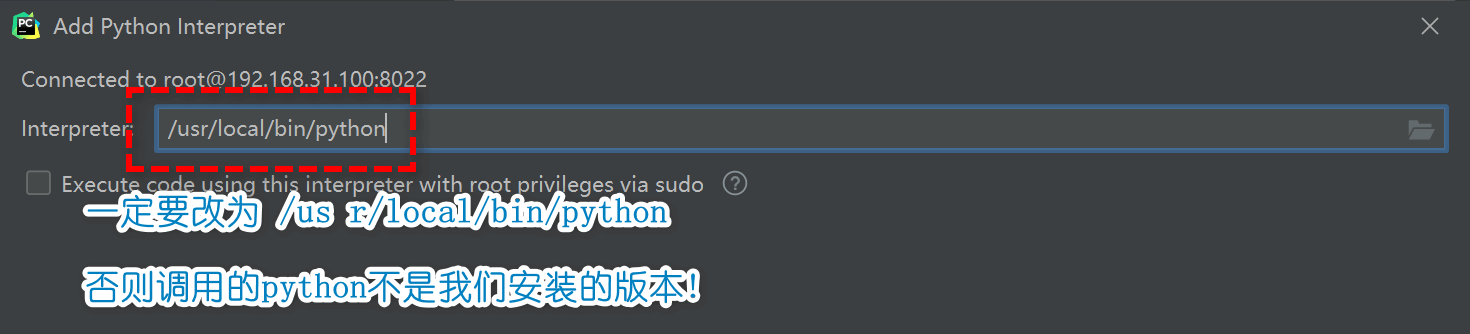 PC
Add Python Interpreter
Connected to root@192.168.31.100:8022
Interpreter: /usr/local/bin/python
Execute code using this interpreter with root privileges via sudo ?
一定要改为 /us r/local/bin/python
否则调用的python不是我们安装的版本!